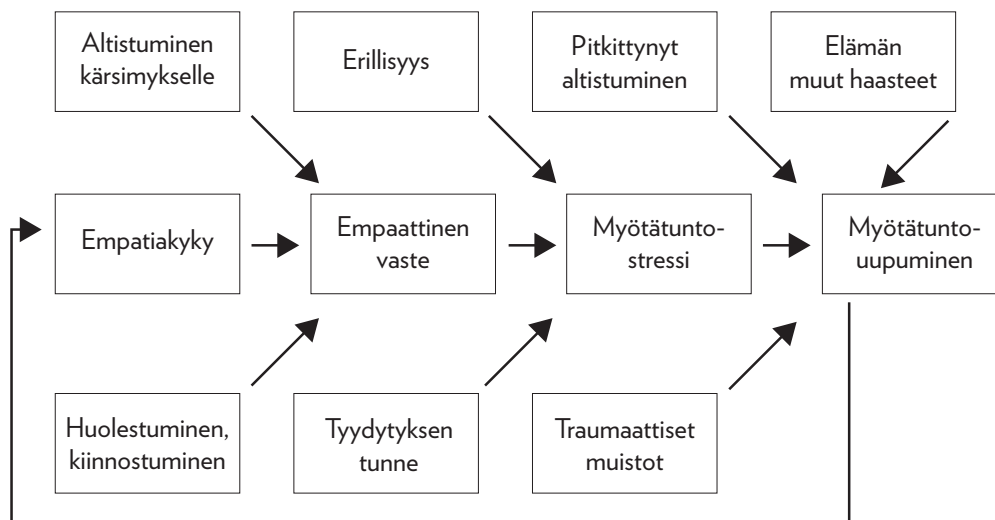 Altistuminen
kärsimykselle
Erillisyys
Pitkittynyt
altistuminen
Elämän
muut haasteet
Empatiakyky
Empaattinen
vaste
Myötätunto-
stressi
Myötätunto-
uupuminen
Huolestuminen,
kiinnostuminen
Tyydytyksen
tunne
Traumaattiset
muistot